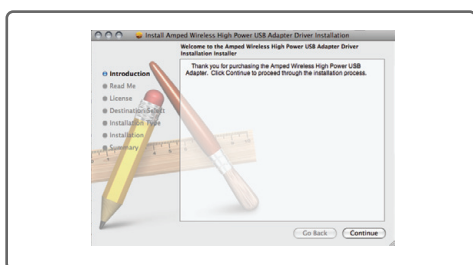 Install Amped Wireless High Power USB Adapter Driver Installation
Welcome to the Amped Wireless High Power USB Adapter Driver
Installation Installer
Introduction
Read Me
License
Destination Select
Installation Type
Installation
Summary
Thank you for purchasing the Amped Wireless High Power USB
Adapter. Click Continue to proceed through the installation process.
Go Back
Continue